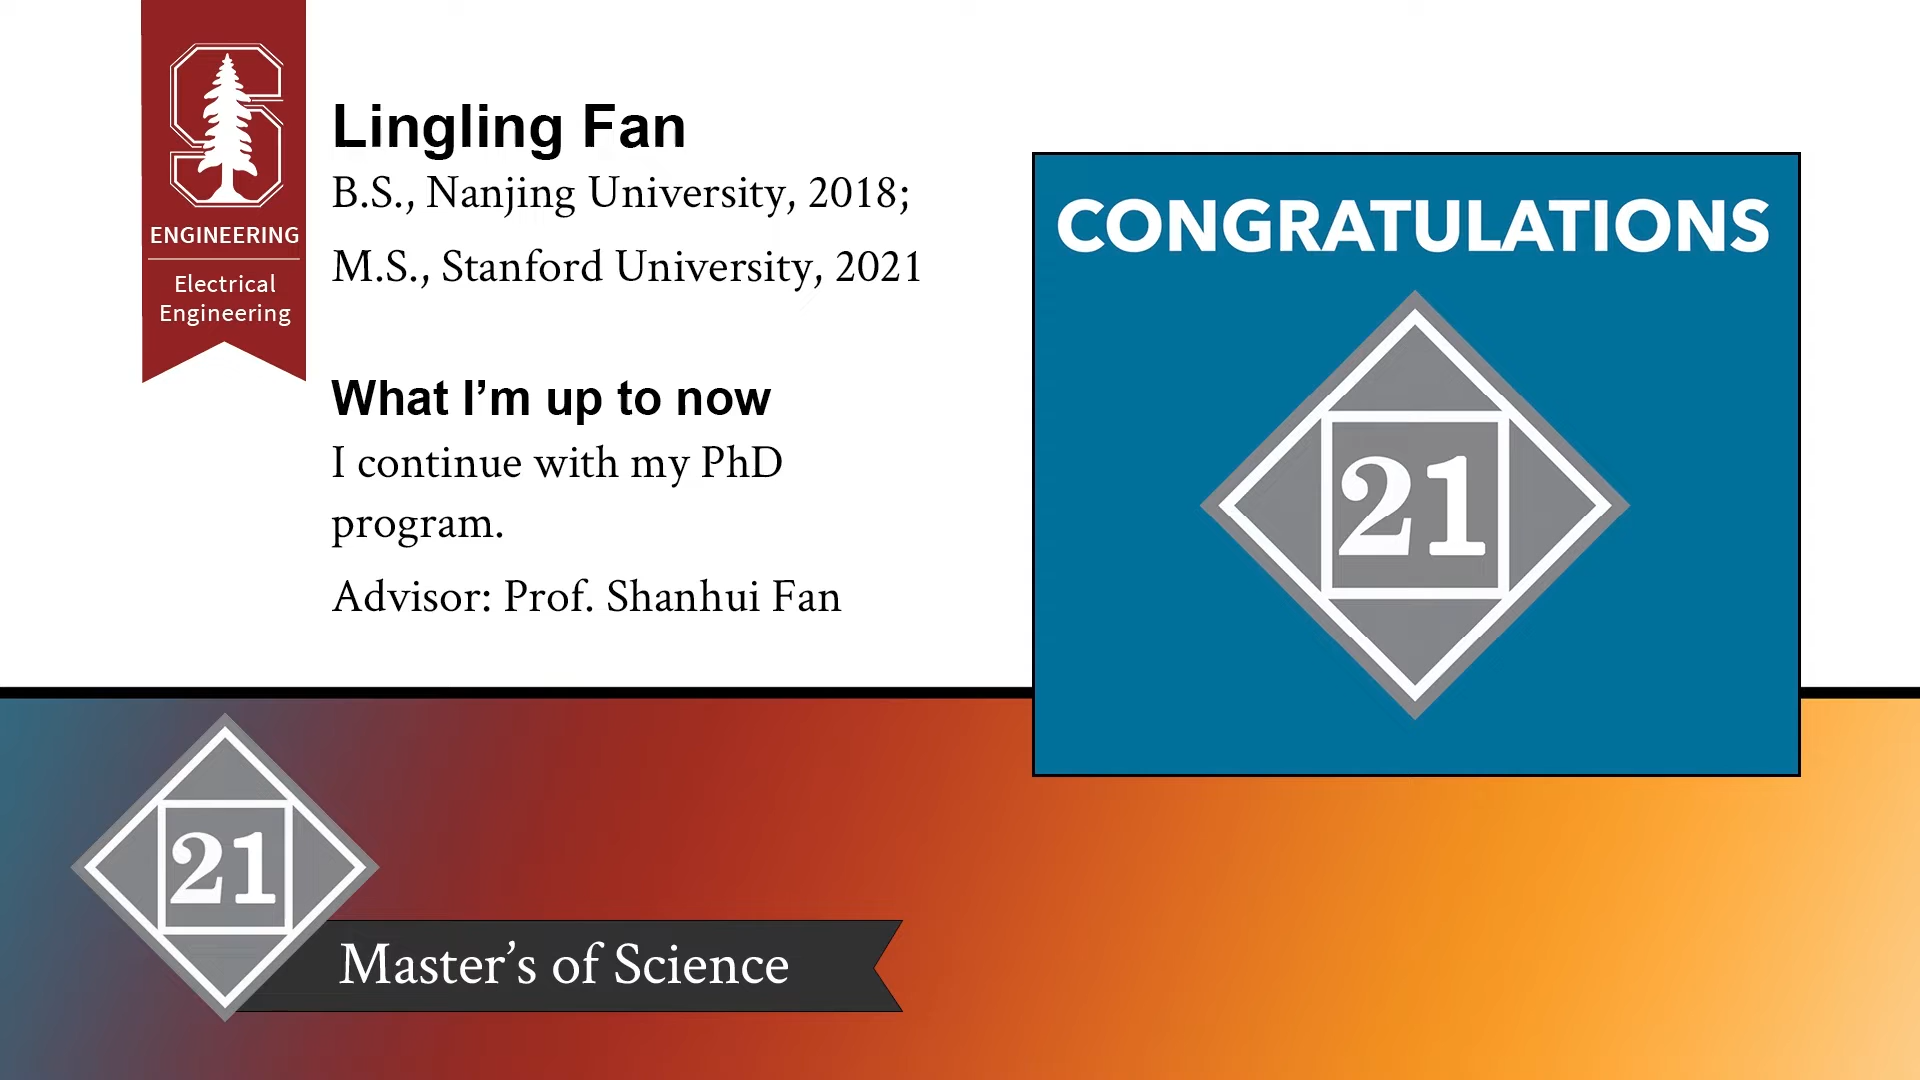 ENGINEERING
Electrical
Engineering
Lingling Fan
B.S., Nanjing University, 2018;
M.S., Stanford University, 2021
What I’m up to now
I continue with my PhD
program.
Advisor: Prof. Shanhui Fan
CONGRATULATIONS
21
21
Master’s of Science